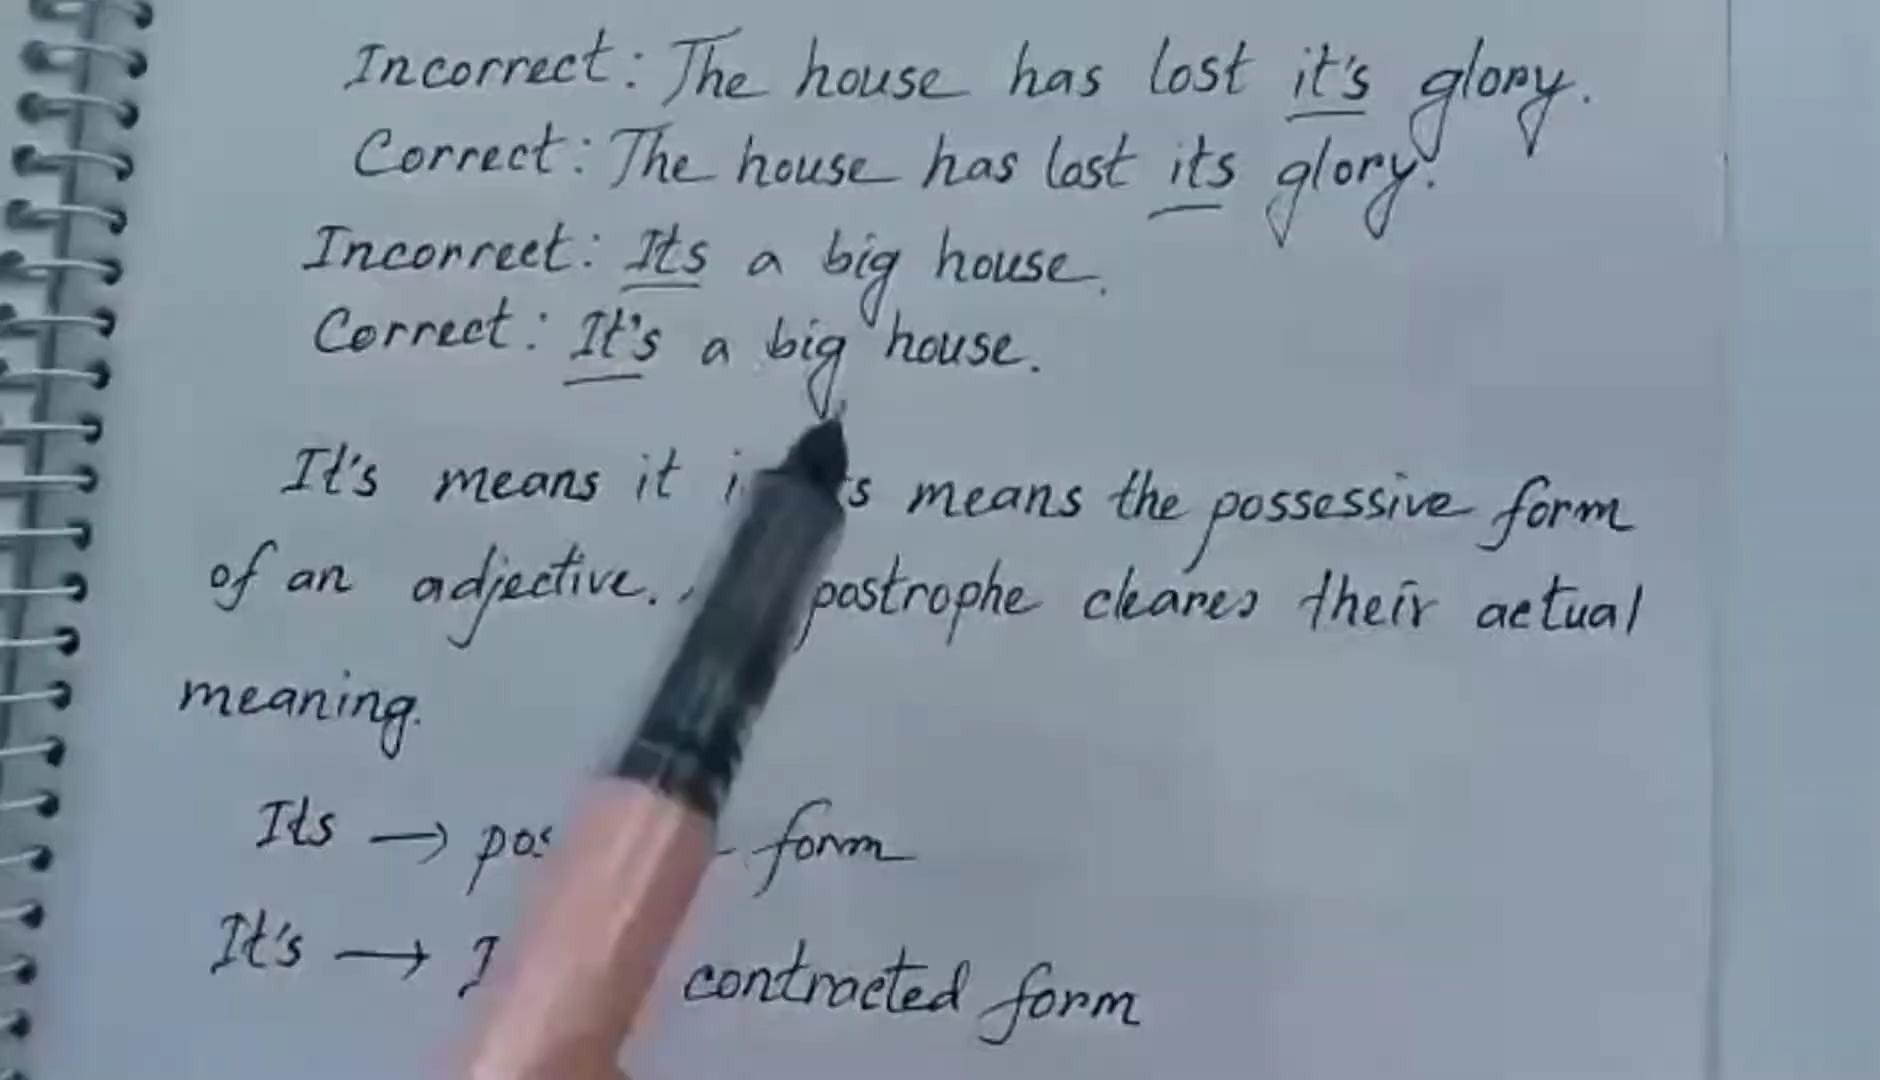 Incorrect: The house has lost it's glory.
Correct: The house has lost its glory.
Incorrect: Its a big house.
Correct: It's a big house.
It's means it means the possessive form
of an adjective. cleares their actual
meaning.
Its → form
It's → contracted form